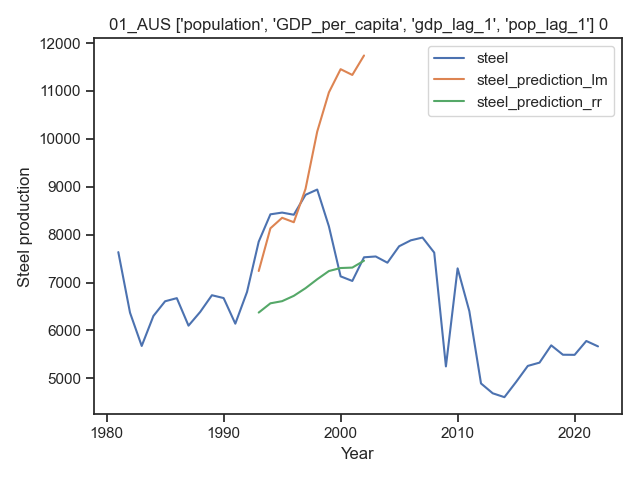 01_AUS ['population', 'GDP_per_capita', 'gdp_lag_1', 'pop_lag_1'] 0
12000
11000
10000
9000
8000
7000
6000
5000
Steel production
steel
steel_prediction_lm
steel_prediction_rr
1980
1990
2000
2010
2020
Year